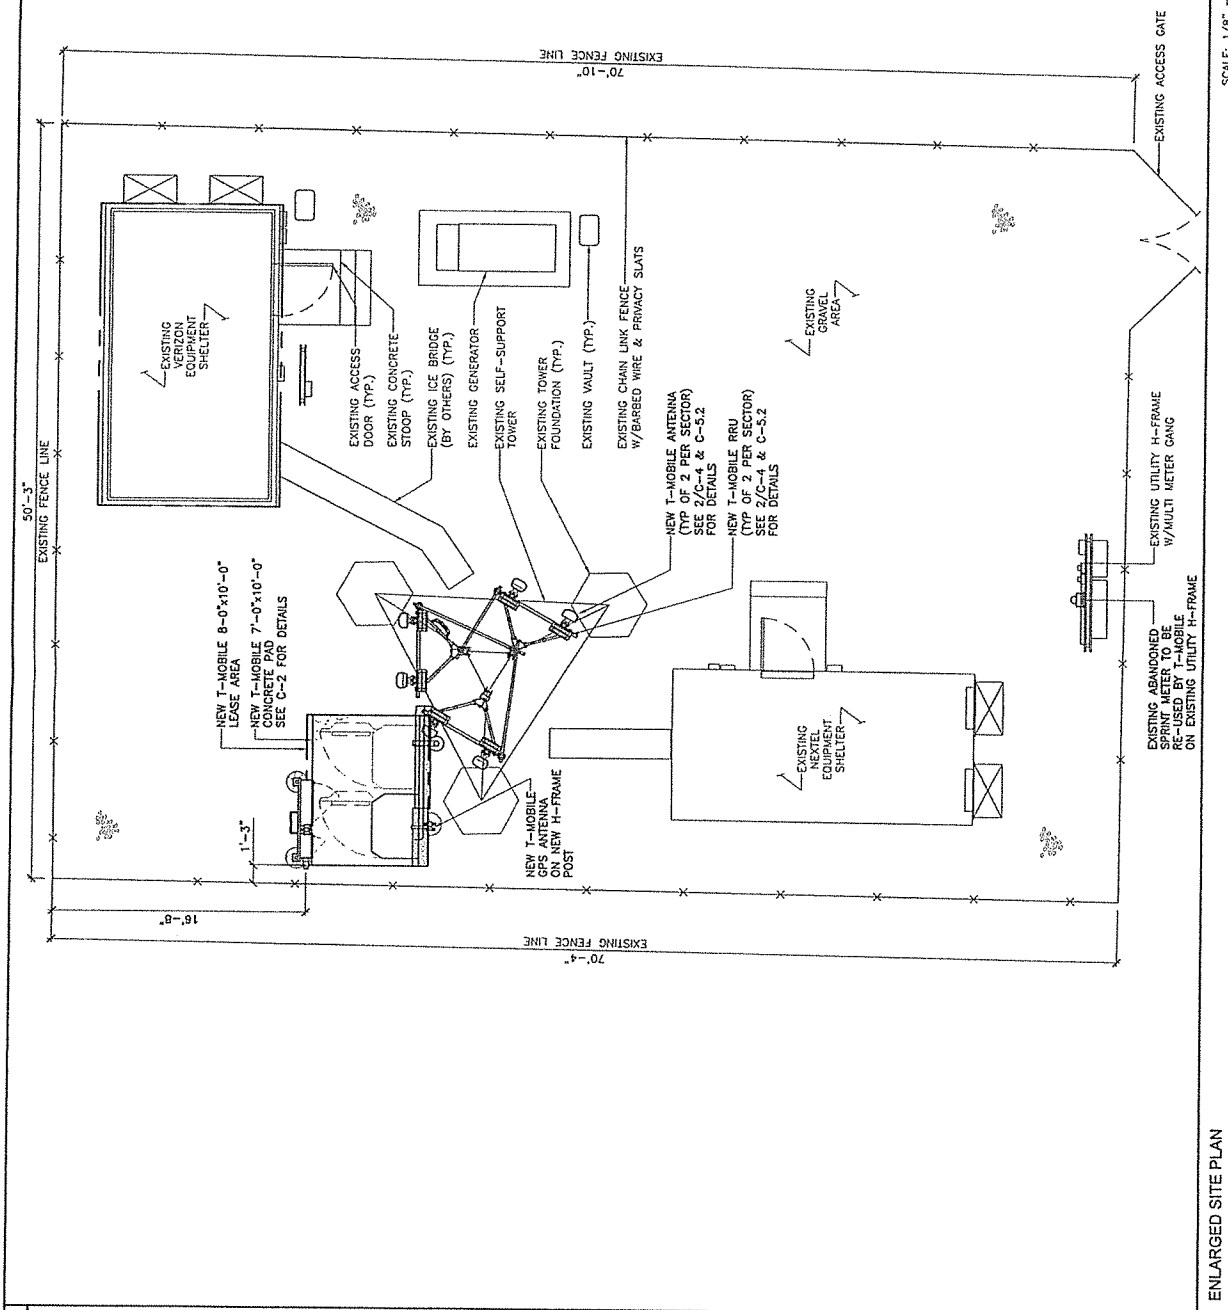 50'-3"
EXISTING FENCE LINE
EXISTING FENCE LINE
70'-10"
EXISTING ACCESS GATE
EXISTING
VERIZON
EQUIPMENT
SHELTER
EXISTING ACCESS
DOOR (TYP.)
EXISTING CONCRETE
STOOP (TYP.)
EXISTING ICE BRIDGE
(BY OTHERS) (TYP.)
EXISTING GENERATOR
EXISTING SELF-SUPPORT
TOWER
EXISTING TOWER
FOUNDATION (TYP.)
EXISTING VAULT (TYP.)
EXISTING CHAIN LINK FENCE
W/BARBED WIRE & PRIVACY SLATS
EXISTING
GRAVEL
AREA
NEW T-MOBILE ANTENNA
(TYP OF 2 PER SECTOR)
SEE 2/C-4 & C-5.2
FOR DETAILS
NEW T-MOBILE RRU
(TYP OF 2 PER SECTOR)
SEE 2/C-4 & C-5.2
FOR DETAILS
NEW T-MOBILE 8-0"x10'-0"
LEASE AREA
NEW T-MOBILE 7'-0"x10'-0"
CONCRETE PAD
SEE C-2 FOR DETAILS
1'-3"
16'-8"
NEW T-MOBILE
GPS ANTENNA
ON NEW H-FRAME
POST
EXISTING
NEXTEL
EQUIPMENT
SHELTER
EXISTING UTILITY H-FRAME
W/MULTI METER GANG
EXISTING ABANDONED
SPRINT METER TO BE
RE-USED BY T-MOBILE
ON EXISTING UTILITY H-FRAME
EXISTING FENCE LINE
70'-4"
ENLARGED SITE PLAN
SCALE: 1/8"